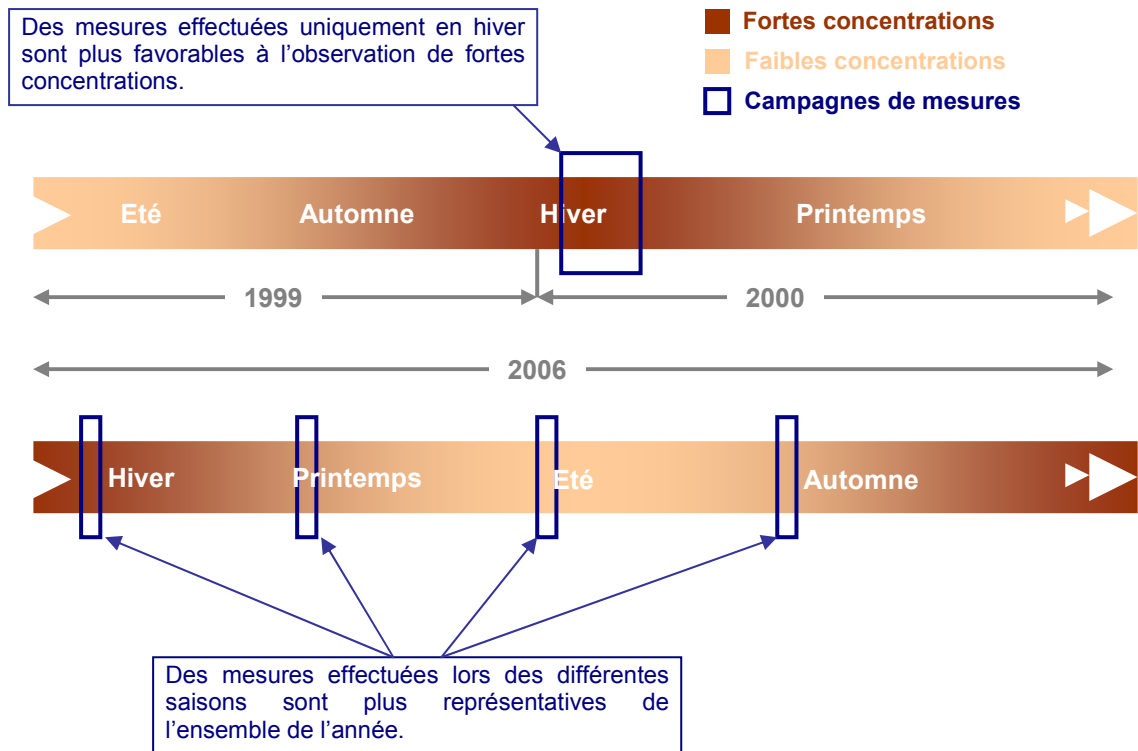 Des mesures effectuées uniquement en hiver
sont plus favorables à l’observation de fortes
concentrations.
Fortes concentrations
Faibles concentrations
Campagnes de mesures
Eté Automne Hiver Printemps
1999 2000
2006
Hiver Printemps Eté Automne
Des mesures effectuées lors des différentes
saisons sont plus représentatives de
l’ensemble de l’année.